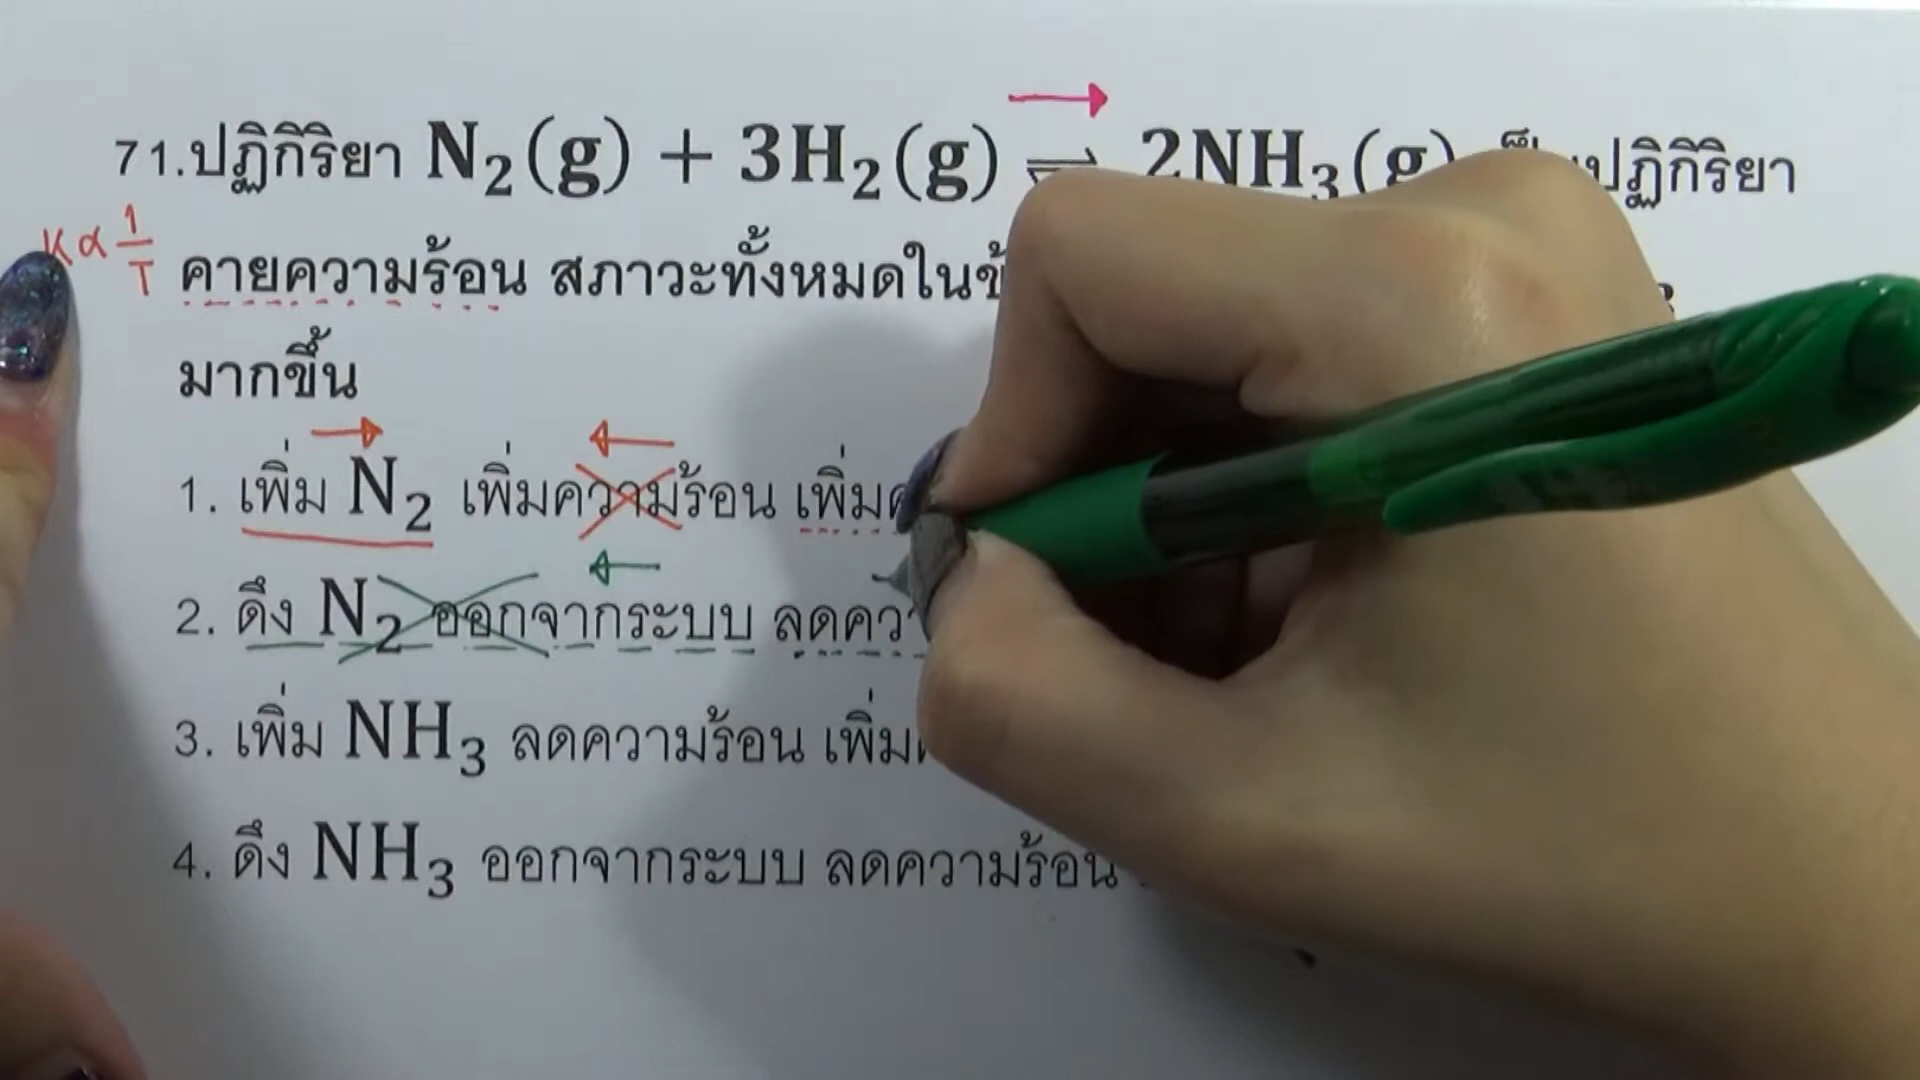 71.ปฏิกิริยา N₂(g) + 3H₂(g) ⇌ 2NH₃(g) ปฏิกิริยา
K ∝ 1/T
คายความร้อน สภาวะทั้งหมดใน
มากขึ้น
1. เพิ่ม N₂ เพิ่มความร้อน เพิ่ม
2. ดึง N₂ ออกจากระบบ
3. เพิ่ม NH₃ ลดความร้อน เพิ่ม
4. ดึง NH₃ ออกจากระบบ ลดความร้อน